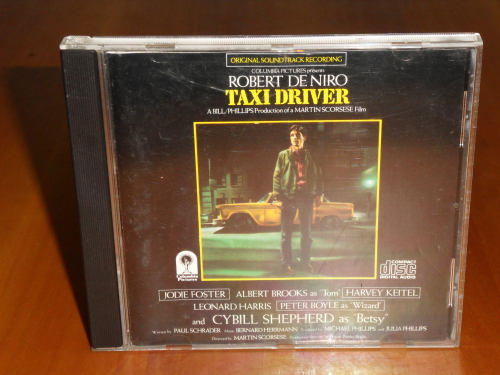 ORIGINAL SOUNDTRACK RECORDING
COLUMBIA PICTURES presents
ROBERT DE NIRO
TAXI DRIVER
A BILL/PHILLIPS Production of a MARTIN SCORSESE Film
Columbia
Pictures
COMPACT
disc
DIGITAL AUDIO
JODIE FOSTER ALBERT BROOKS as "Tom" HARVEY KEITEL
LEONARD HARRIS PETER BOYLE as "Wizard"
and CYBILL SHEPHERD as "Betsy"
Written by PAUL SCHRADER Music BERNARD HERRMANN Produced by MICHAEL PHILLIPS and JULIA PHILLIPS
Directed by MARTIN SCORSESE